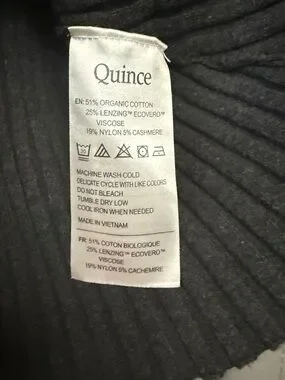 Quince
EN: 51% ORGANIC COTTON
25% LENZING™ ECOVERO™
VISCOSE
19% NYLON 5% CASHMERE
MACHINE WASH COLD
DELICATE CYCLE WITH LIKE COLORS
DO NOT BLEACH
TUMBLE DRY LOW
COOL IRON WHEN NEEDED
MADE IN VIETNAM
FR: 51% COTON BIOLOGIQUE
25% LENZING™ ECOVERO™
VISCOSE
19% NYLON 5% CACHEMIRE